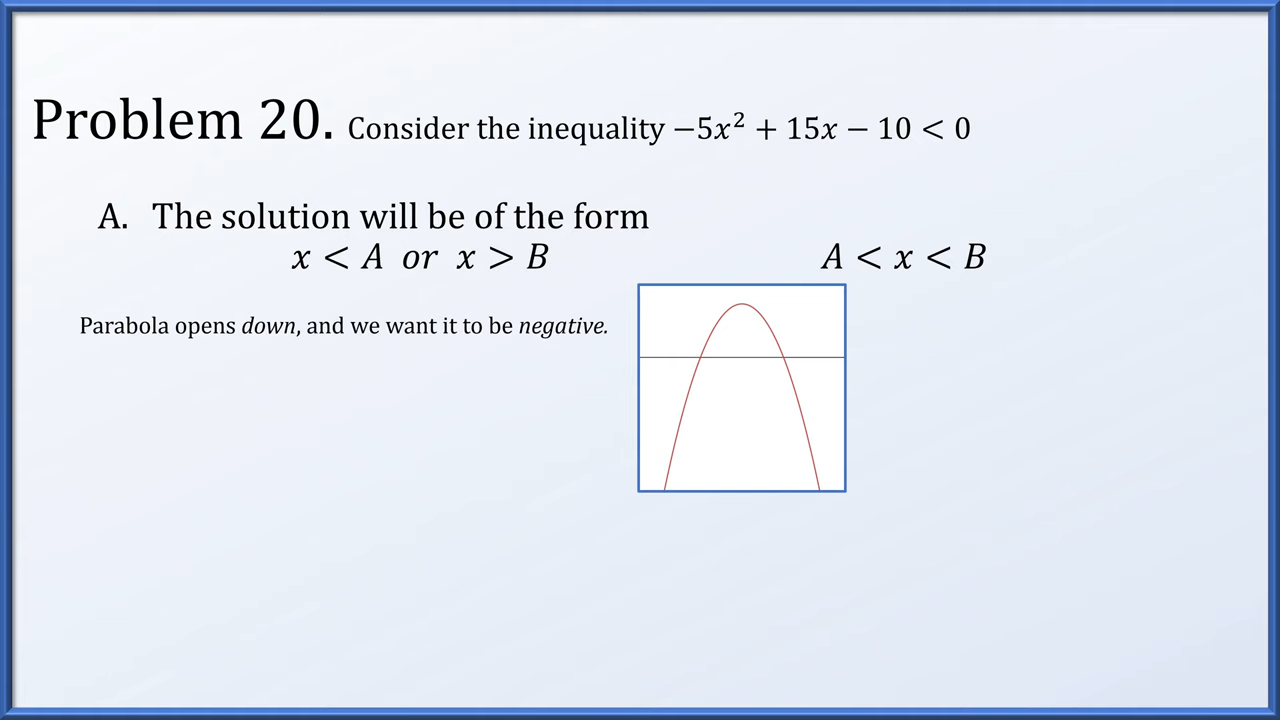 Problem 20. Consider the inequality −5x² + 15x − 10 < 0
A. The solution will be of the form
x < A or x > B A < x < B
Parabola opens down, and we want it to be negative.